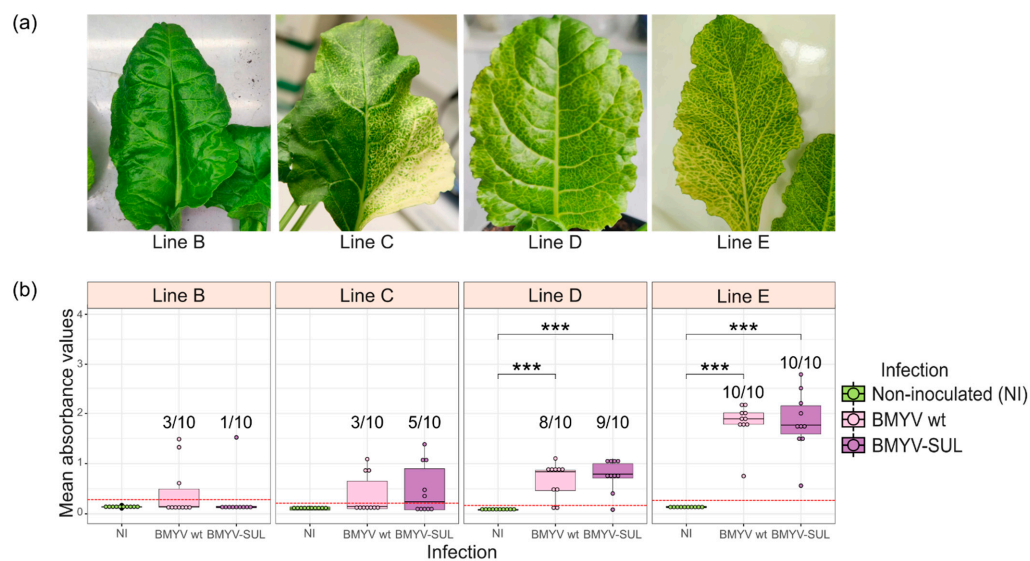 (a)
Line B Line C Line D Line E
(b)
Line B Line C Line D Line E
Mean absorbance values
4
3
2
1
0
3/10 1/10
3/10 5/10
***
***
8/10 9/10
***
***
10/10
10/10
NI BMYV wt BMYV-SUL NI BMYV wt BMYV-SUL NI BMYV wt BMYV-SUL NI BMYV wt BMYV-SUL
Infection
Infection
Non-inoculated (NI)
BMYV wt
BMYV-SUL